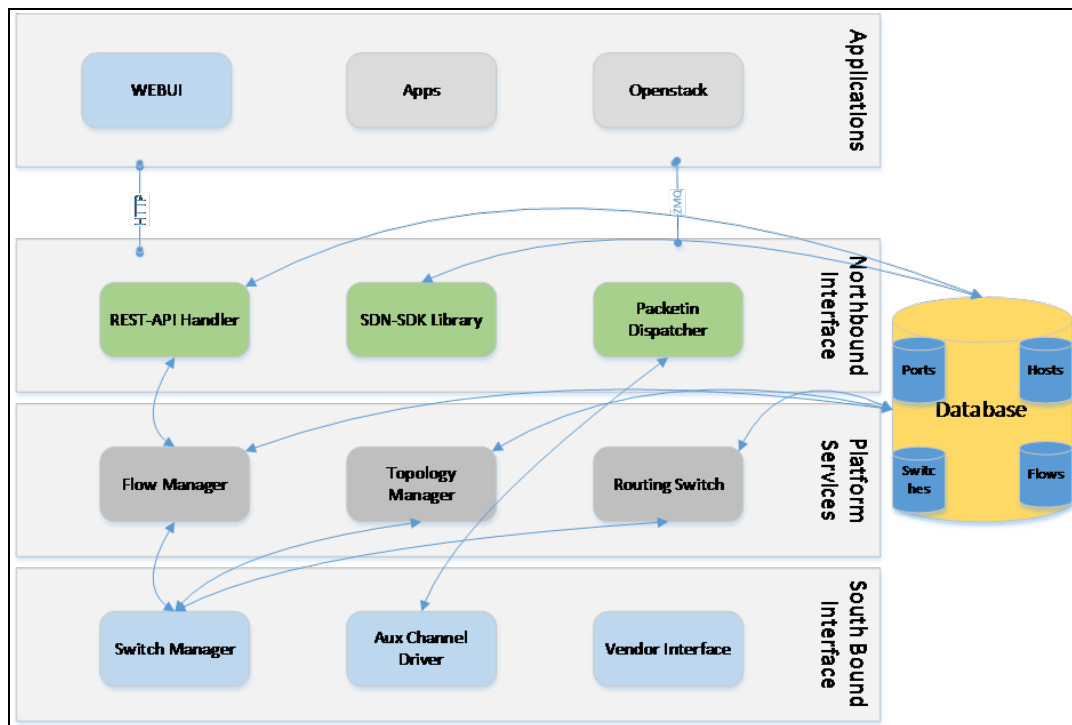 WEBUI
Apps
Openstack
Applications
HTTP
ZMQ
REST-API Handler
SDN-SDK Library
Packetin
Dispatcher
Northbound
Interface
Flow Manager
Topology
Manager
Routing Switch
Platform
Services
Switch Manager
Aux Channel
Driver
Vendor Interface
South Bound
Interface
Ports
Hosts
Database
Switc
hes
Flows